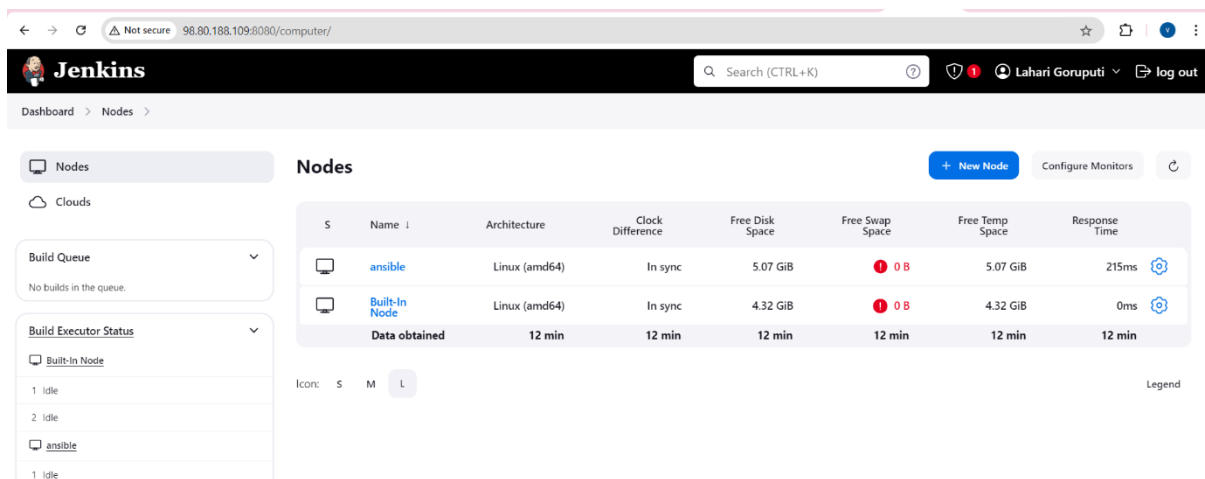 Not secure 98.80.188.109:8080/computer/
V
Jenkins
Search (CTRL+K)
?
1
Lahari Goruputi
log out
Dashboard > Nodes >
Nodes
Clouds
Build Queue
No builds in the queue.
Build Executor Status
Built-In Node
1 Idle
2 Idle
ansible
1 Idle
Nodes
+ New Node
Configure Monitors
S Name ↓ Architecture Clock Difference Free Disk Space Free Swap Space Free Temp Space Response Time
ansible Linux (amd64) In sync 5.07 GiB 0 B 5.07 GiB 215ms
Built-In Node Linux (amd64) In sync 4.32 GiB 0 B 4.32 GiB 0ms
Data obtained 12 min 12 min 12 min 12 min 12 min 12 min
Icon: S M L
Legend